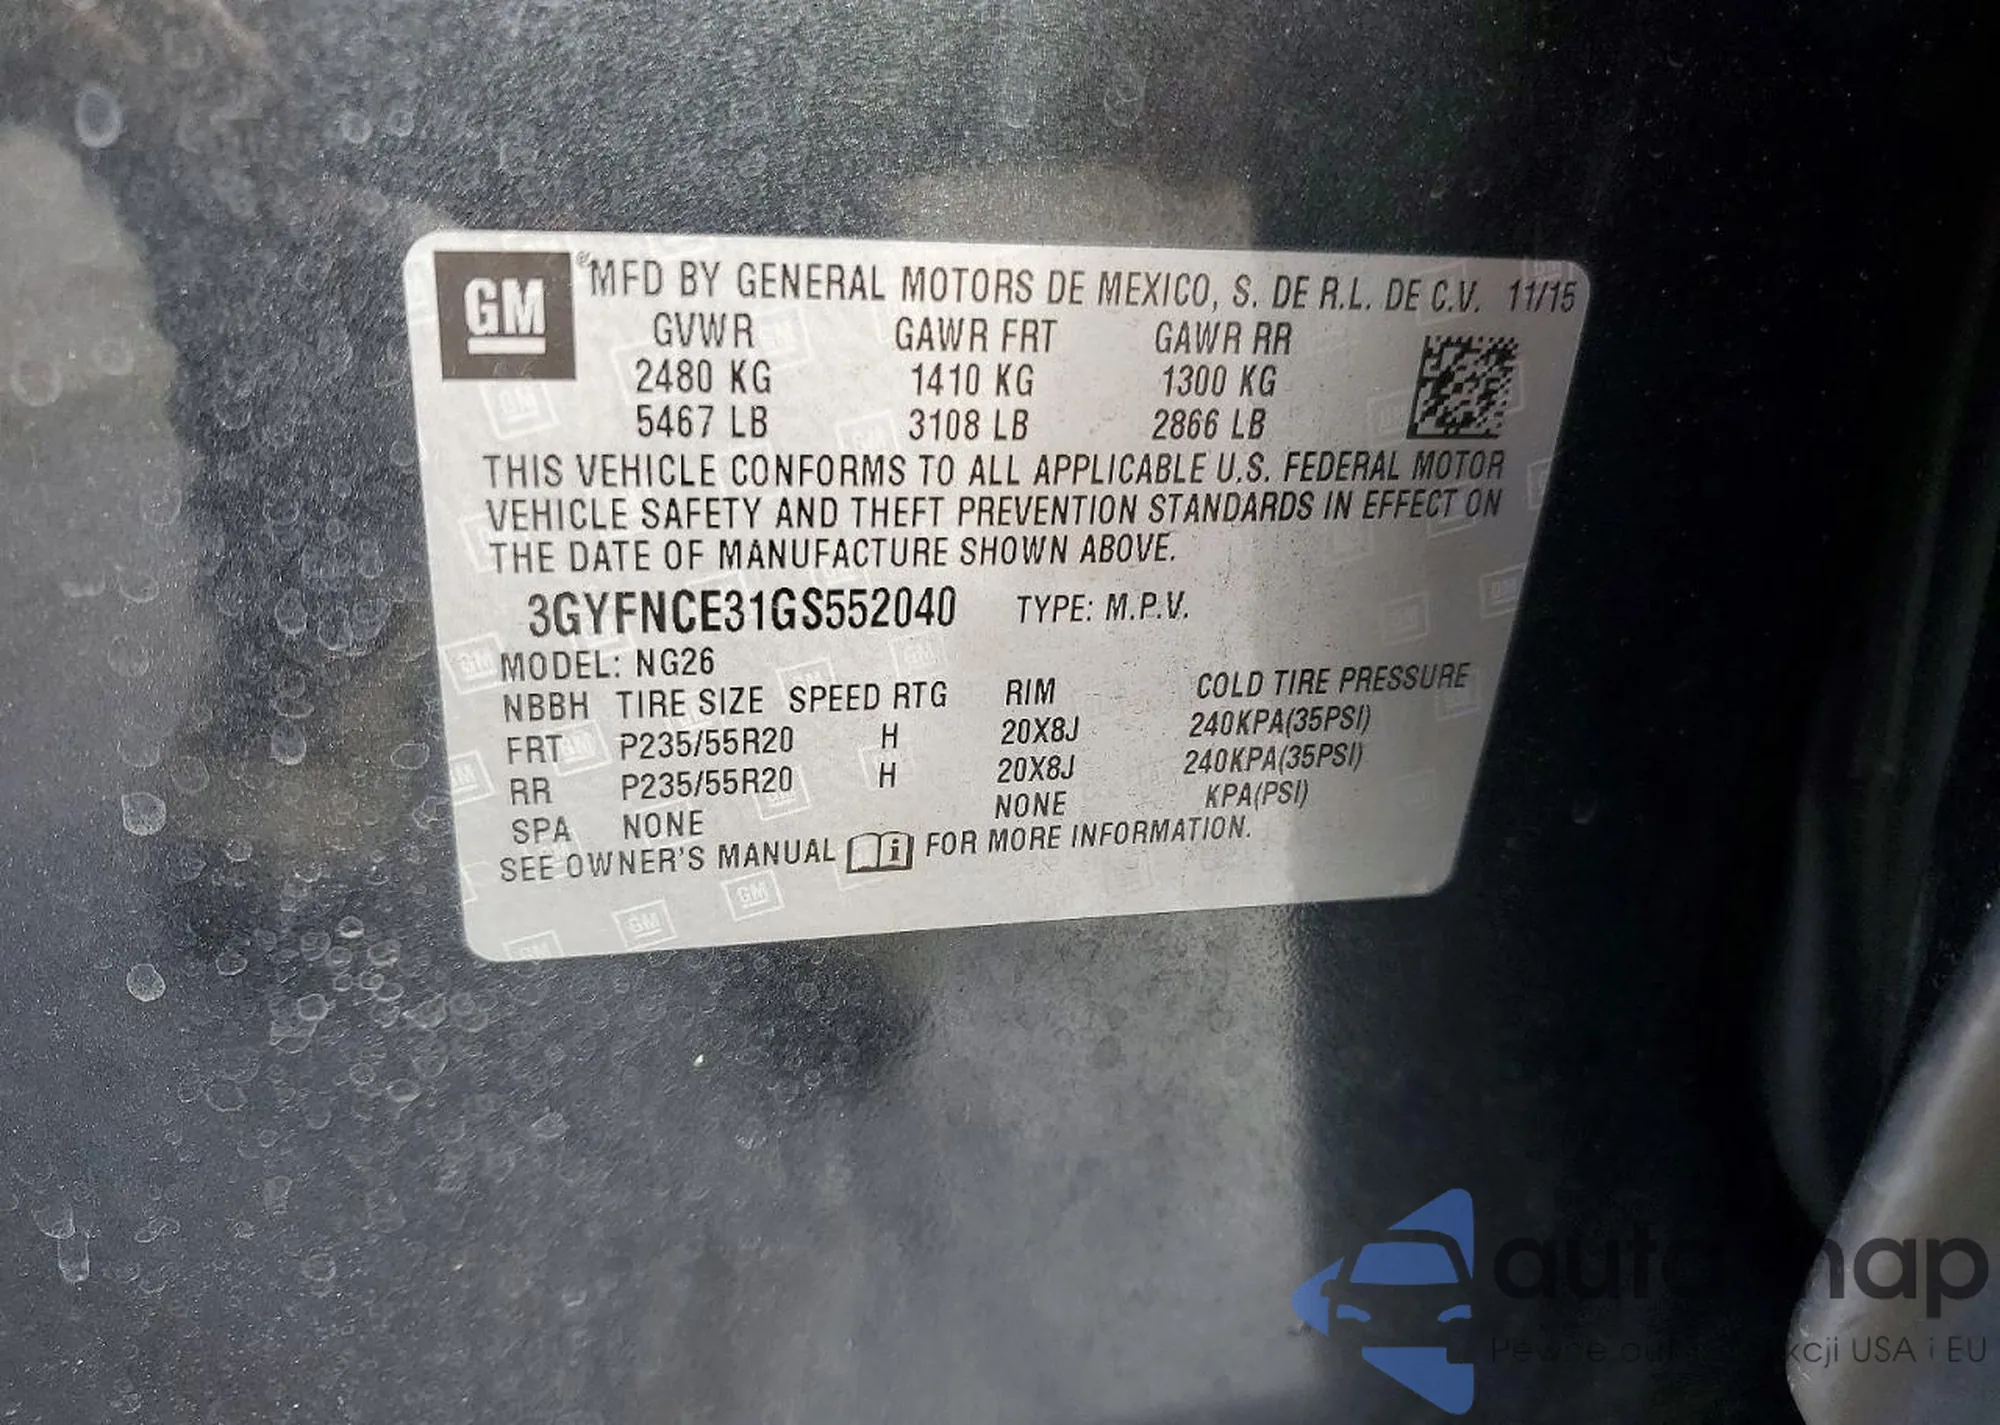 GM
® MFD BY GENERAL MOTORS DE MEXICO, S. DE R.L. DE C.V. 11/15
GVWR GAWR FRT GAWR RR
2480 KG 1410 KG 1300 KG
5467 LB 3108 LB 2866 LB
THIS VEHICLE CONFORMS TO ALL APPLICABLE U.S. FEDERAL MOTOR
VEHICLE SAFETY AND THEFT PREVENTION STANDARDS IN EFFECT ON
THE DATE OF MANUFACTURE SHOWN ABOVE.
3GYFNCE31GS552040 TYPE: M.P.V.
MODEL: NG26
NBBH TIRE SIZE SPEED RTG RIM COLD TIRE PRESSURE
FRT P235/55R20 H 20X8J 240KPA(35PSI)
RR P235/55R20 H 20X8J 240KPA(35PSI)
SPA NONE NONE KPA(PSI)
SEE OWNER'S MANUAL i FOR MORE INFORMATION.
USA i EU